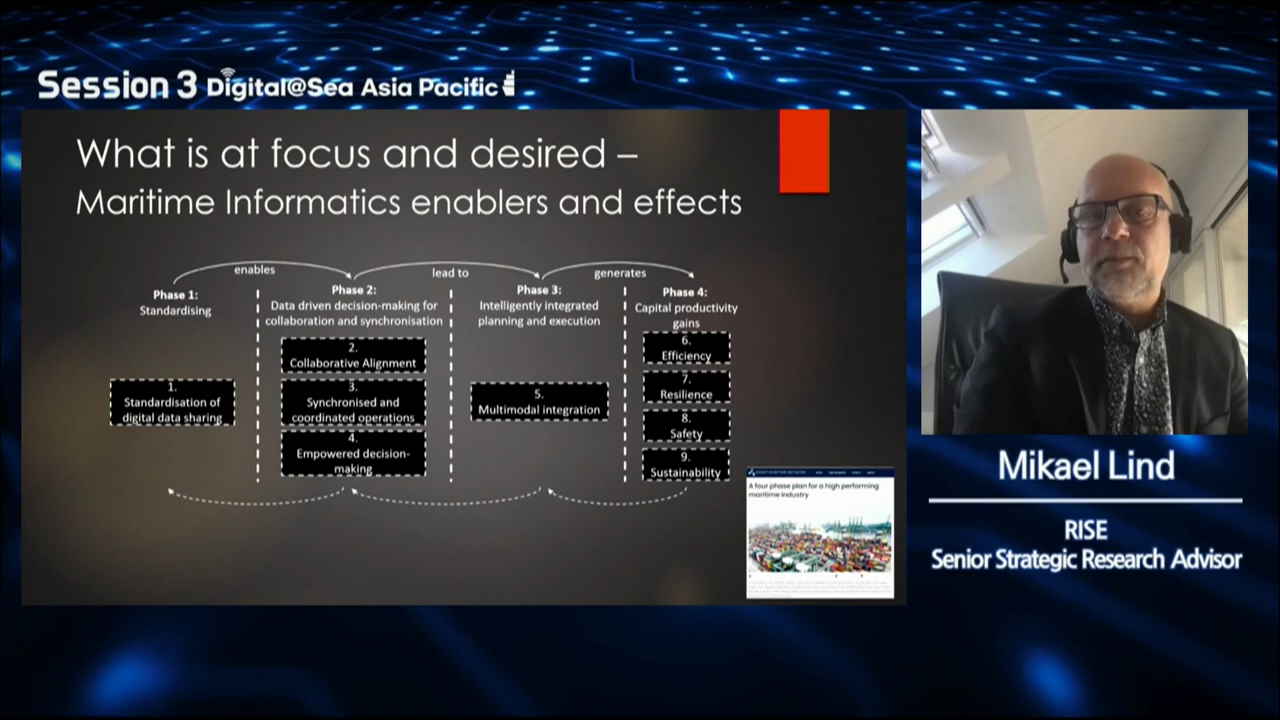 Session 3 Digital@Sea Asia Pacific
What is at focus and desired –
Maritime Informatics enablers and effects
enables
lead to
generates
Phase 1:
Standardising
Phase 2:
Data driven decision-making for
collaboration and synchronisation
Phase 3:
Intelligently integrated
planning and execution
Phase 4:
Capital productivity
gains
1.
Standardisation of
digital data sharing
2.
Collaborative Alignment
3.
Synchronised and
coordinated operations
4.
Empowered decision-
making
5.
Multimodal integration
6.
Efficiency
7.
Resilience
8.
Safety
9.
Sustainability
A four phase plan for a high performing
maritime industry
Mikael Lind
RISE
Senior Strategic Research Advisor